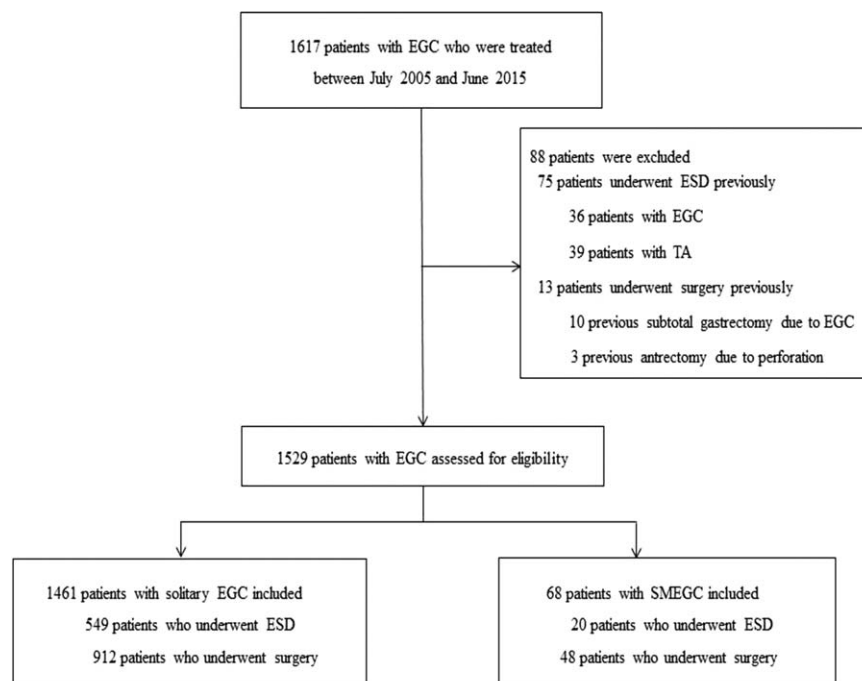 1617 patients with EGC who were treated
between July 2005 and June 2015
88 patients were excluded
75 patients underwent ESD previously
36 patients with EGC
39 patients with TA
13 patients underwent surgery previously
10 previous subtotal gastrectomy due to EGC
3 previous antrectomy due to perforation
1529 patients with EGC assessed for eligibility
1461 patients with solitary EGC included
549 patients who underwent ESD
912 patients who underwent surgery
68 patients with SMEGC included
20 patients who underwent ESD
48 patients who underwent surgery